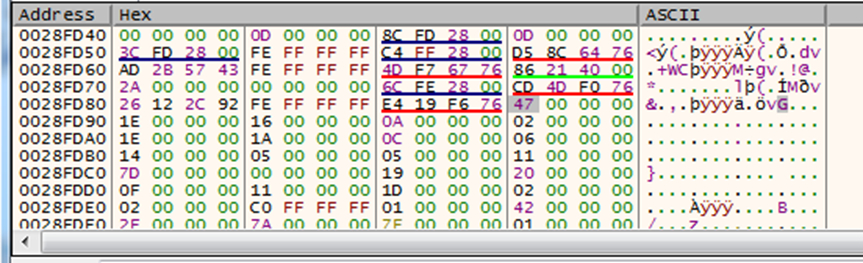 Address Hex ASCII
0028FD40 00 00 00 00 0D 00 00 00 8C FD 28 00 0D 00 00 00 .........ý(.....
0028FD50 3C FD 28 00 FE FF FF FF C4 FF 28 00 D5 8C 64 76 <ý(.þÿÿÿÄÿ(.Õ.dv
0028FD60 AD 2B 57 43 FE FF FF FF 4D F7 67 76 86 21 40 00 .+WCþÿÿÿM÷gv.!@.
0028FD70 2A 00 00 00 00 00 00 00 6C FE 28 00 CD 4D F0 76 *.......lþ(.ÍMðv
0028FD80 26 12 2C 92 FE FF FF FF E4 19 F6 76 47 00 00 00 &.,.þÿÿÿä.övG...
0028FD90 1E 00 00 00 16 00 00 00 0A 00 00 00 02 00 00 00 ................
0028FDA0 1E 00 00 00 1A 00 00 00 0C 00 00 00 06 00 00 00 ................
0028FDB0 14 00 00 00 05 00 00 00 05 00 00 00 11 00 00 00 ................
0028FDC0 7D 00 00 00 00 00 00 00 19 00 00 00 20 00 00 00 }...............
0028FDD0 0F 00 00 00 11 00 00 00 1D 00 00 00 02 00 00 00 ................
0028FDE0 02 00 00 00 C0 FF FF FF 01 00 00 00 42 00 00 00 ....Àÿÿÿ....B...
0028FDF0 2F 00 00 00 7A 00 00 00 00 00 00 01 00 00 00 /...z...